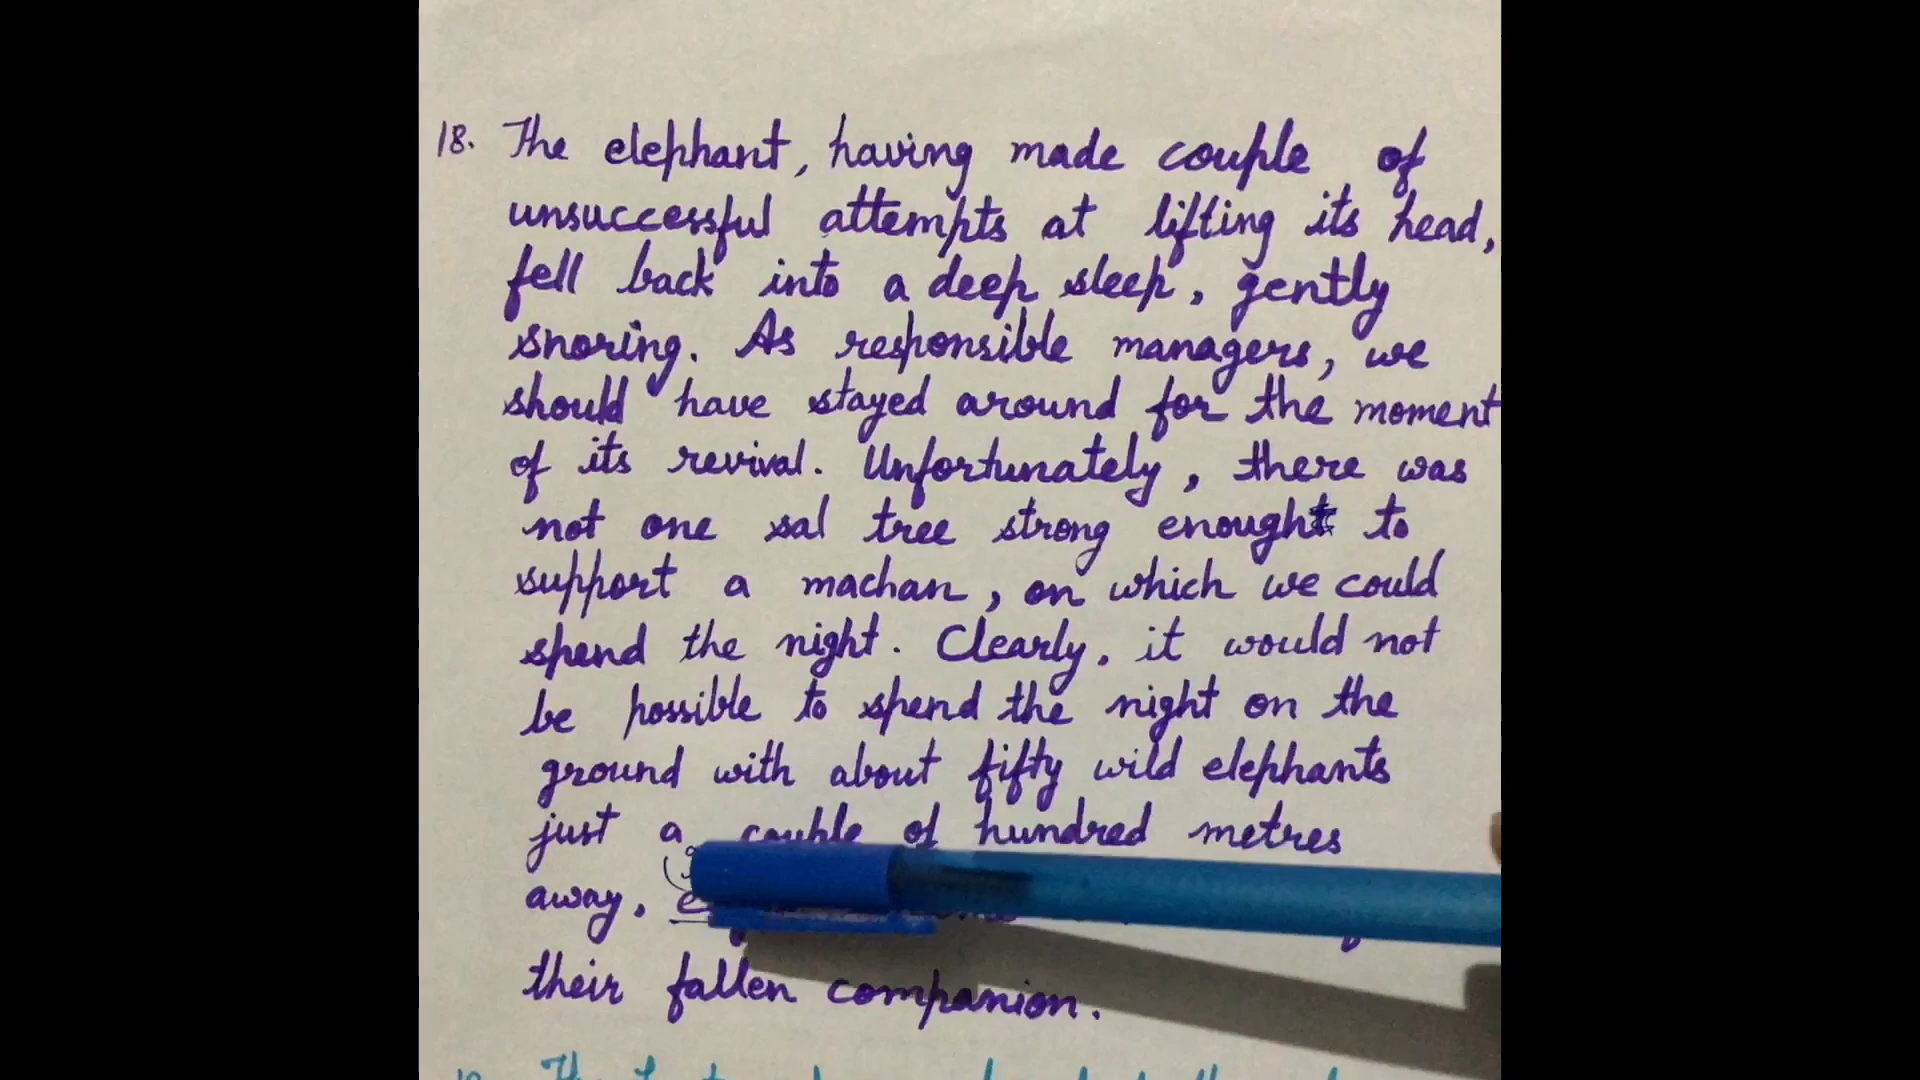 18. The elephant, having made couple of
unsuccessful attempts at lifting its head,
fell back into a deep sleep, gently
snoring. As responsible managers, we
should have stayed around for the moment
of its revival. Unfortunately, there was
not one sal tree strong enough to
support a machan, on which we could
spend the night. Clearly, it would not
be possible to spend the night on the
ground with about fifty wild elephants
just a couple of hundred metres
away,
their fallen companion.